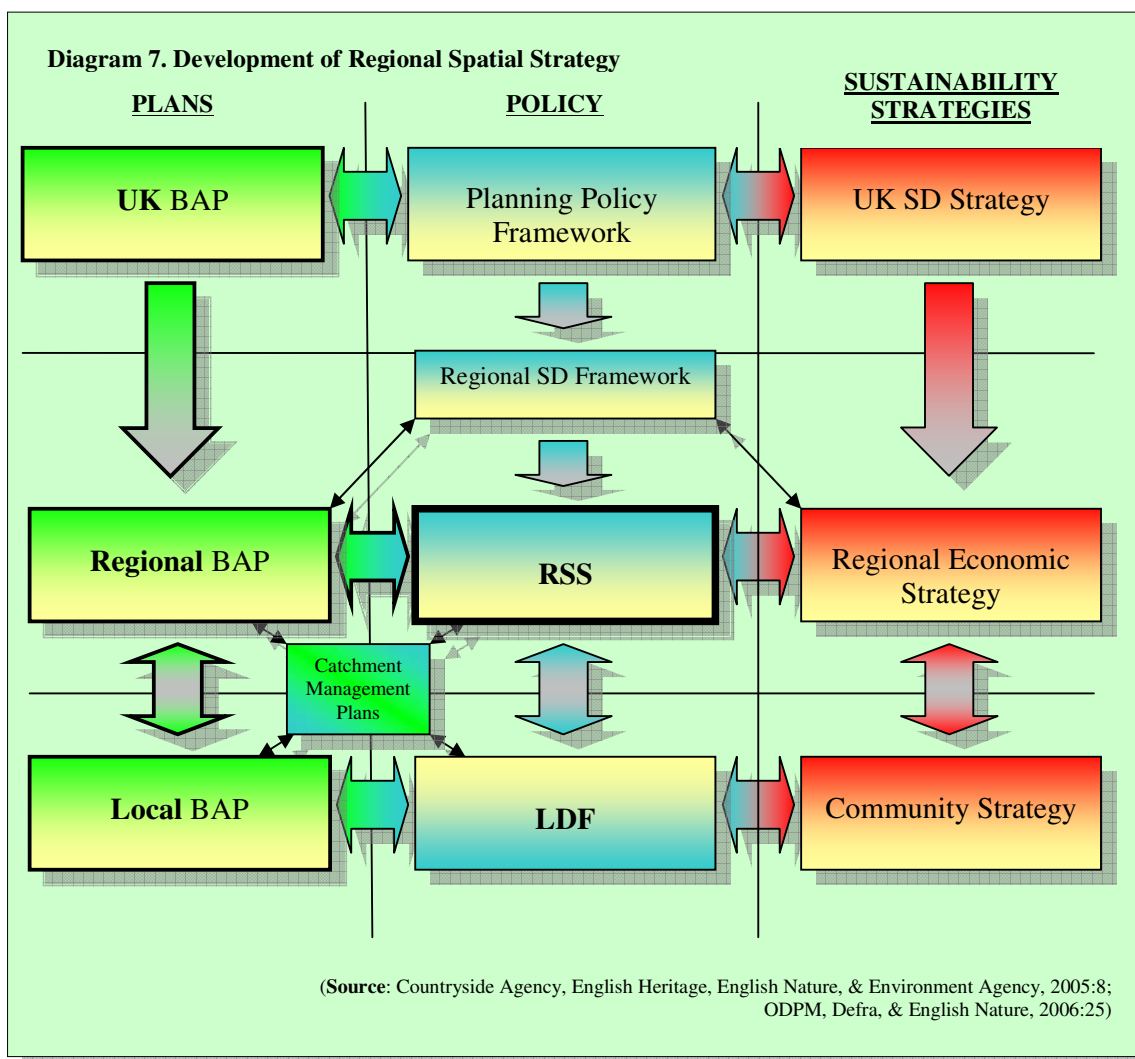 Diagram 7. Development of Regional Spatial Strategy
PLANS
POLICY
SUSTAINABILITY
STRATEGIES
UK BAP
Planning Policy
Framework
UK SD Strategy
Regional SD Framework
Regional BAP
RSS
Regional Economic
Strategy
Catchment
Management
Plans
Local BAP
LDF
Community Strategy
(Source: Countryside Agency, English Heritage, English Nature, & Environment Agency, 2005:8;
ODPM, Defra, & English Nature, 2006:25)